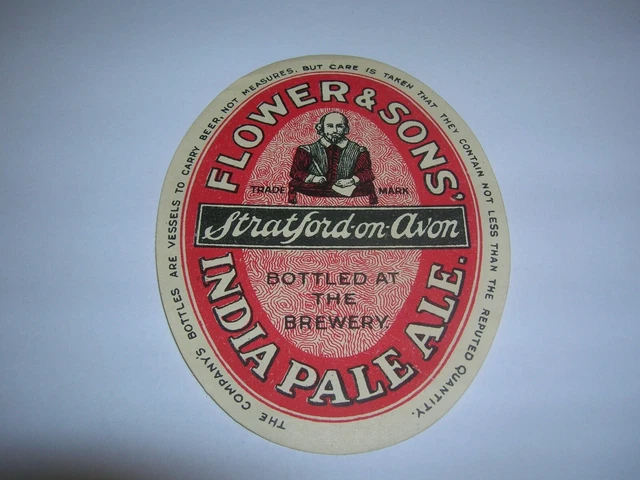 THE COMPANY'S BOTTLES ARE VESSELS TO CARRY BEER, NOT MEASURES, BUT CARE IS TAKEN THAT THEY CONTAIN NOT LESS THAN THE REPUTED QUANTITY.
FLOWER & SONS'
TRADE MARK
Stratford-on-Avon
BOTTLED AT
THE
BREWERY.
INDIA PALE ALE.